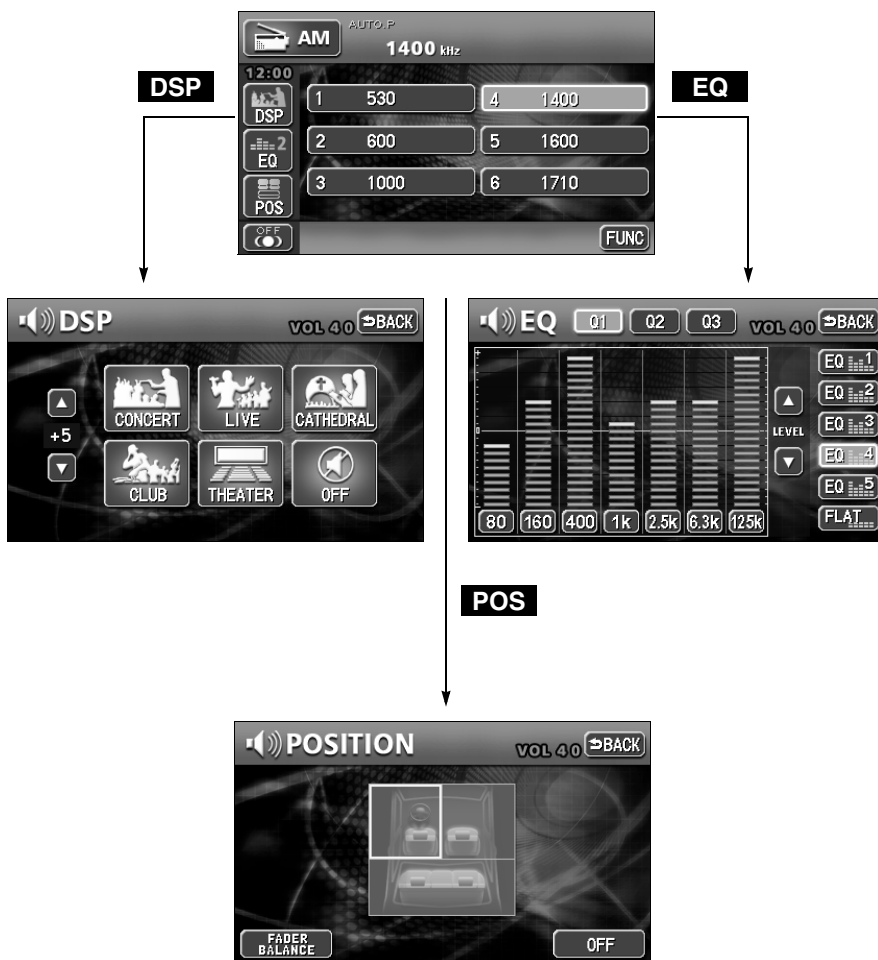 AM AUTO.P
1400 kHz
12:00
DSP
DSP
EQ
1 530
4 1400
2
EQ
2 600
5 1600
POS
3 1000
6 1710
OFF
FUNC
DSP
VOL 40
BACK
+5
CONCERT
LIVE
CATHEDRAL
CLUB
THEATER
OFF
EQ
Q1
Q2
Q3
VOL 40
BACK
+
0
-
LEVEL
EQ 1
EQ 2
EQ 3
EQ 4
EQ 5
FLAT
80
160
400
1k
2.5k
6.3k
125k
POS
POSITION
VOL 40
BACK
FADER
BALANCE
OFF